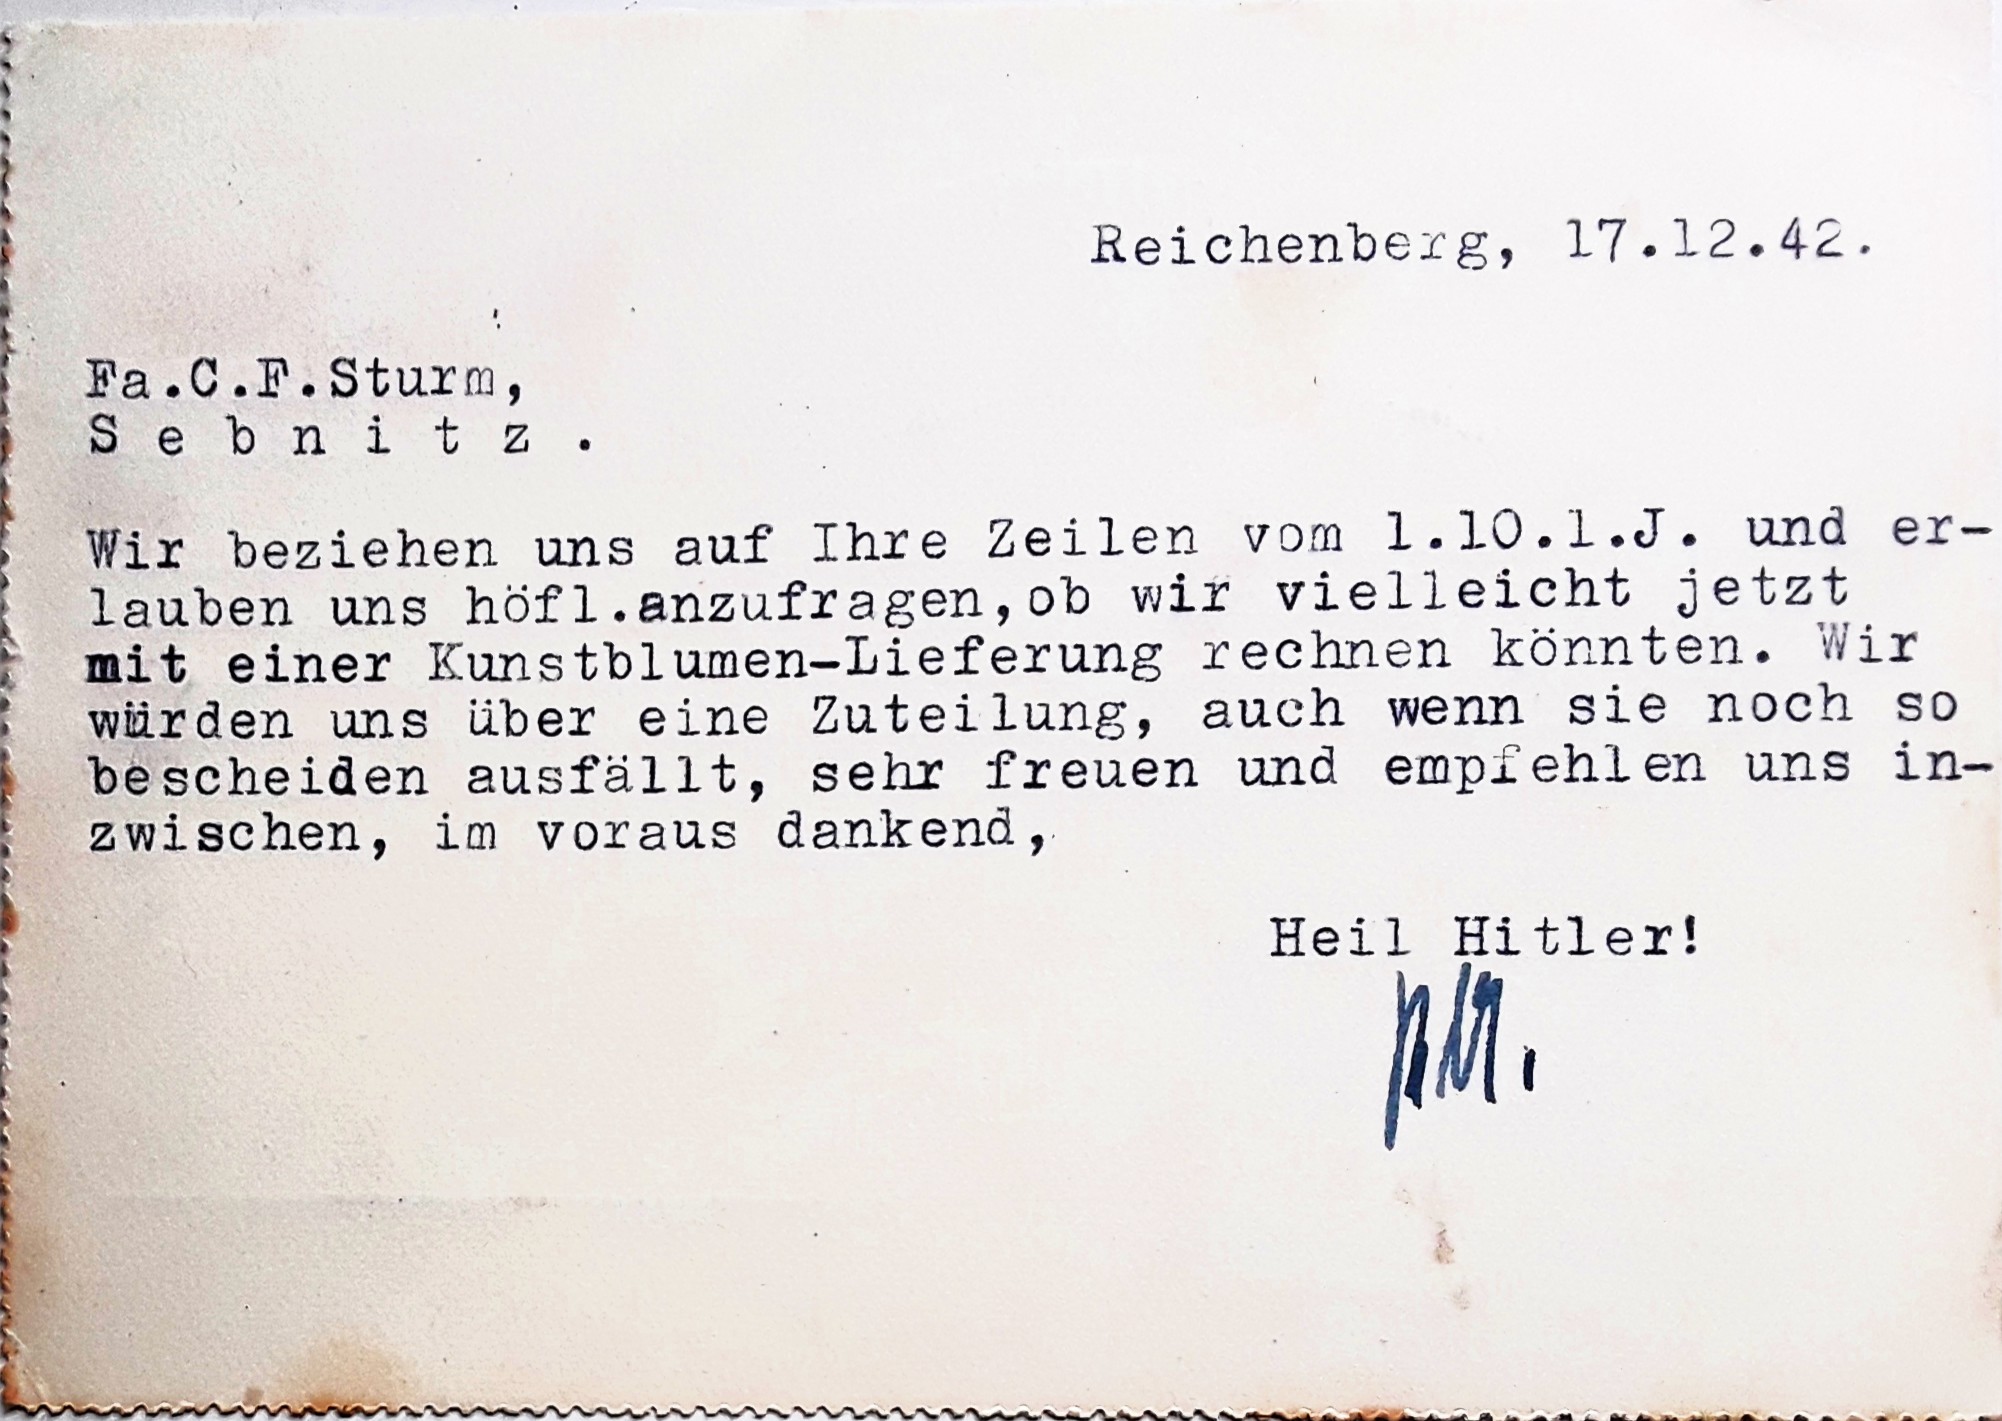 Reichenberg, 17.12.42.
Fa.C.F.Sturm,
S e b n i t z .
Wir beziehen uns auf Ihre Zeilen vom 1.10.l.J. und er-
lauben uns höfl.anzufragen,ob wir vielleicht jetzt
mit einer Kunstblumen-Lieferung rechnen könnten. Wir
würden uns über eine Zuteilung, auch wenn sie noch so
bescheiden ausfällt, sehr freuen und empfehlen uns in-
zwischen, im voraus dankend,
Heil Hitler!